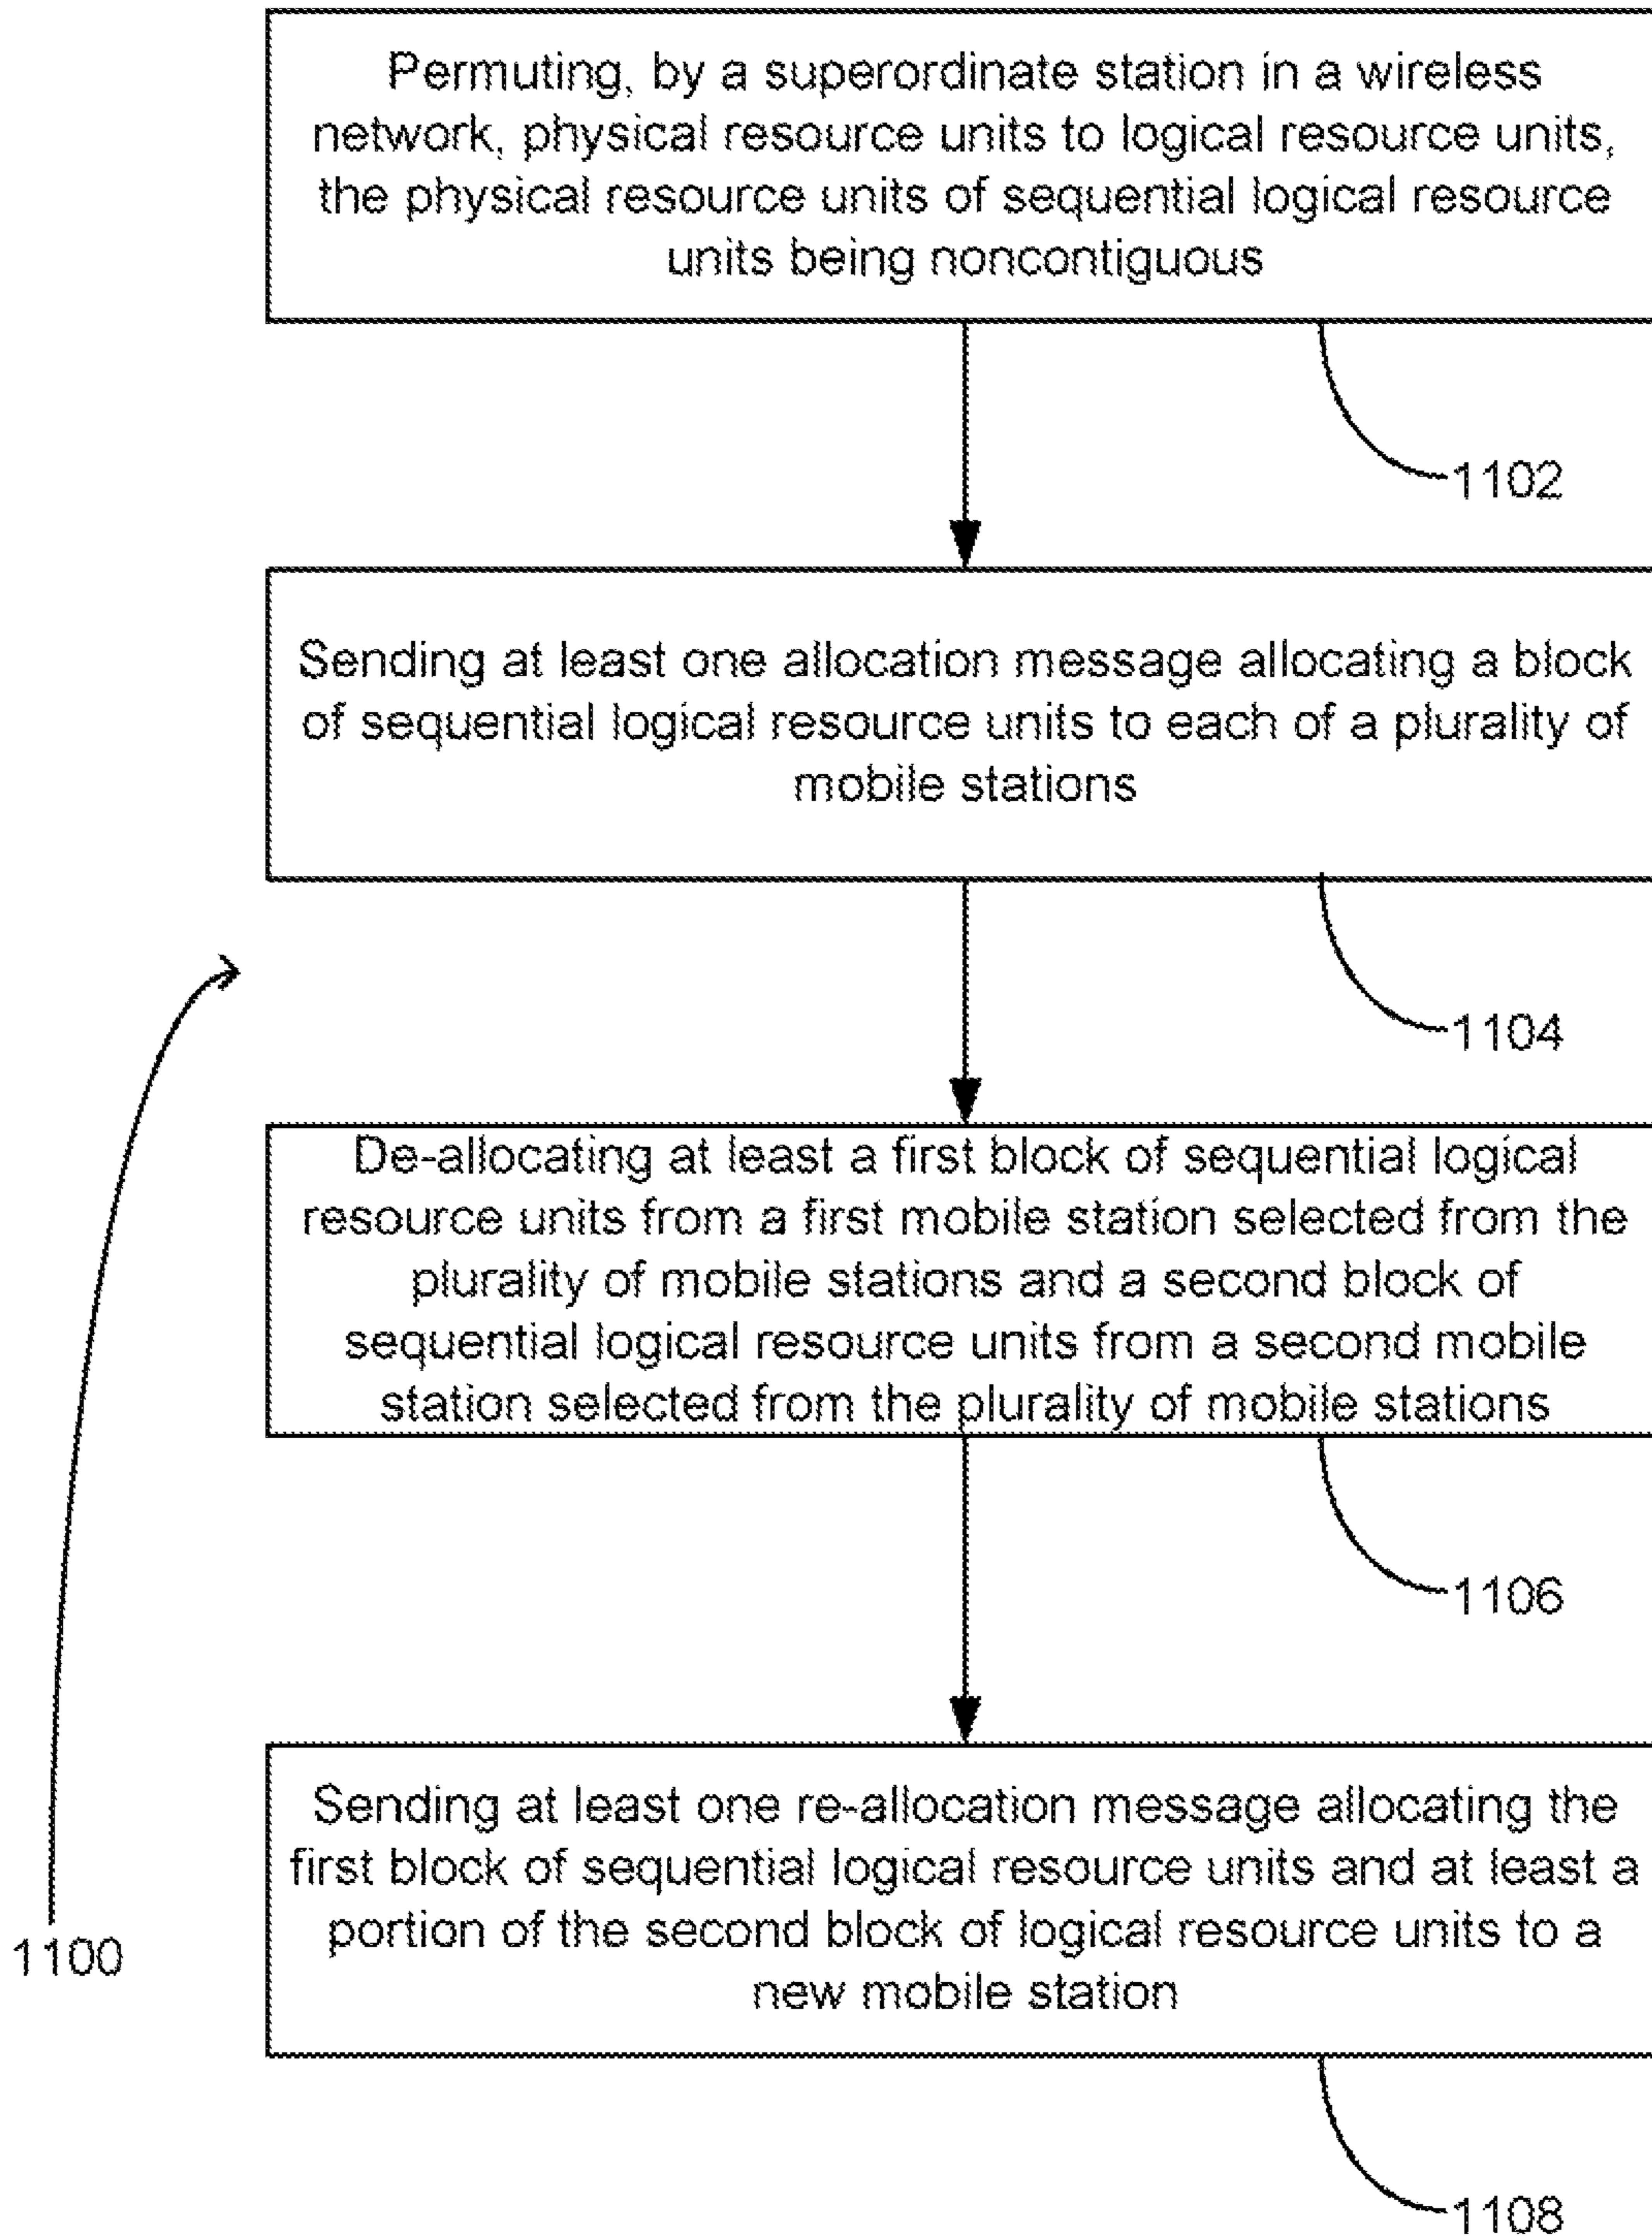 Permuting, by a superordinate station in a wireless
network, physical resource units to logical resource units,
the physical resource units of sequential logical resource
units being noncontiguous
1102
Sending at least one allocation message allocating a block
of sequential logical resource units to each of a plurality of
mobile stations
1104
De-allocating at least a first block of sequential logical
resource units from a first mobile station selected from the
plurality of mobile stations and a second block of
sequential logical resource units from a second mobile
station selected from the plurality of mobile stations
1106
Sending at least one re-allocation message allocating the
first block of sequential logical resource units and at least a
portion of the second block of logical resource units to a
new mobile station
1100
1108